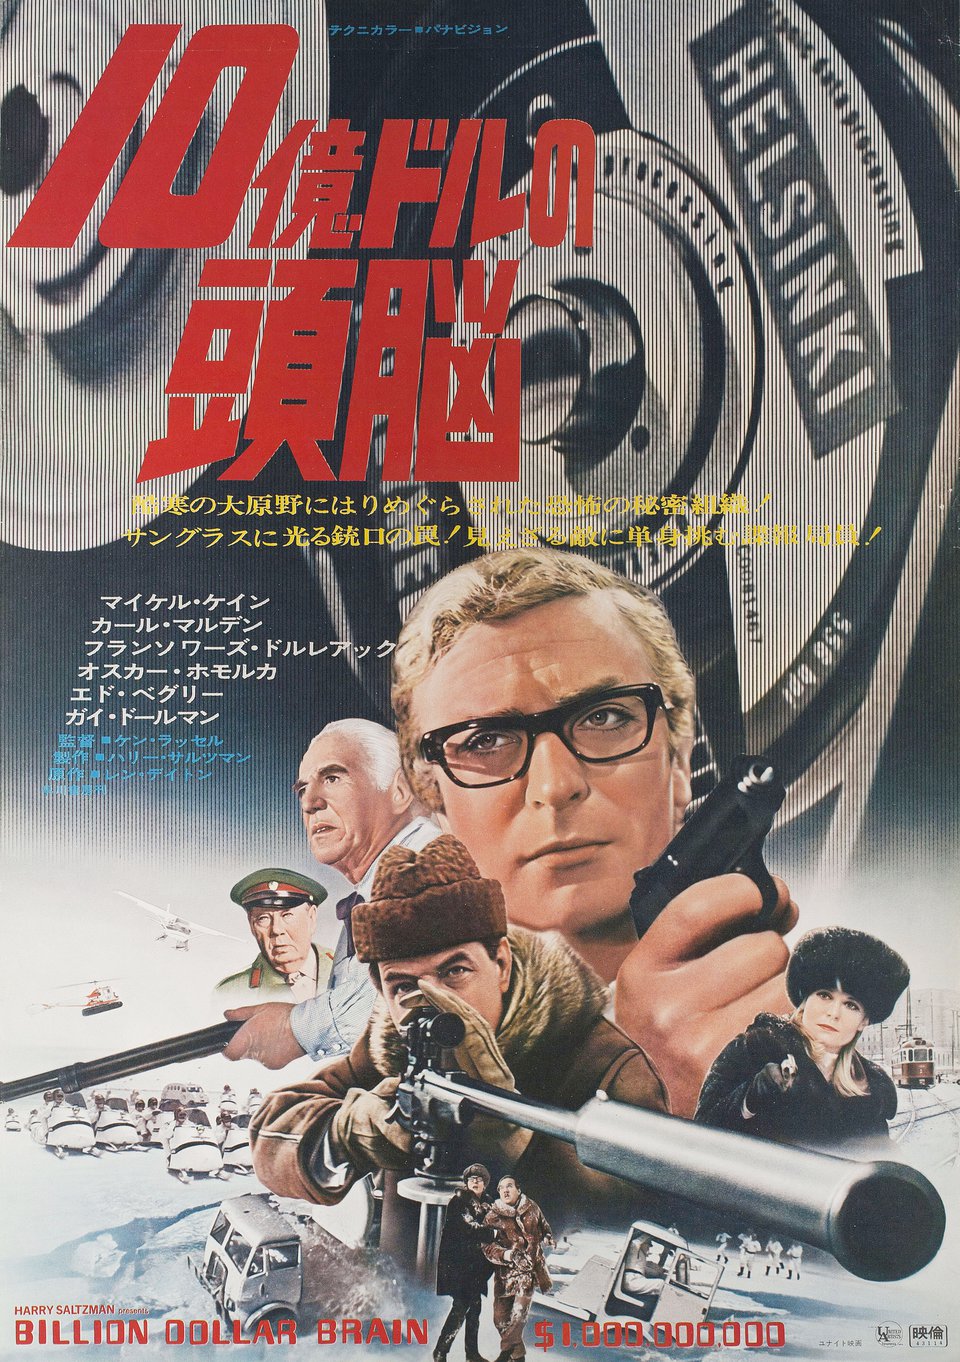 テクニカラー■パナビジョン
10億ドルの
頭脳
酷寒の大原野にはりめぐらされた恐怖の秘密組織!
サングラスに光る銃口の罠!見えざる敵に単身挑む諜報局員!
HELSINKI
マイケル・ケイン
カール・マルデン
フランソワーズ・ドルレアック
オスカー・ホモルカ
エド・ベグリー
ガイ・ドールマン
監督■ケン・ラッセル
製作■ハリー・サルツマン
原作■レン・デイトン
HARRY SALTZMAN presents
BILLION DOLLAR BRAIN $1,000,000,000
ユナイト映画
UA UNITED ARTISTS
映倫